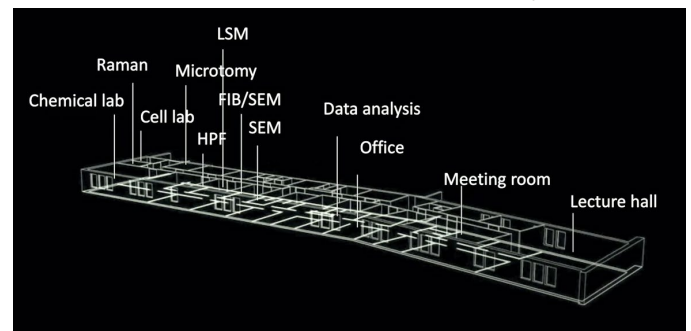 LSM
Raman
Microtomy
Chemical lab
FIB/SEM
Cell lab
Data analysis
SEM
HPF
Office
Meeting room
Lecture hall